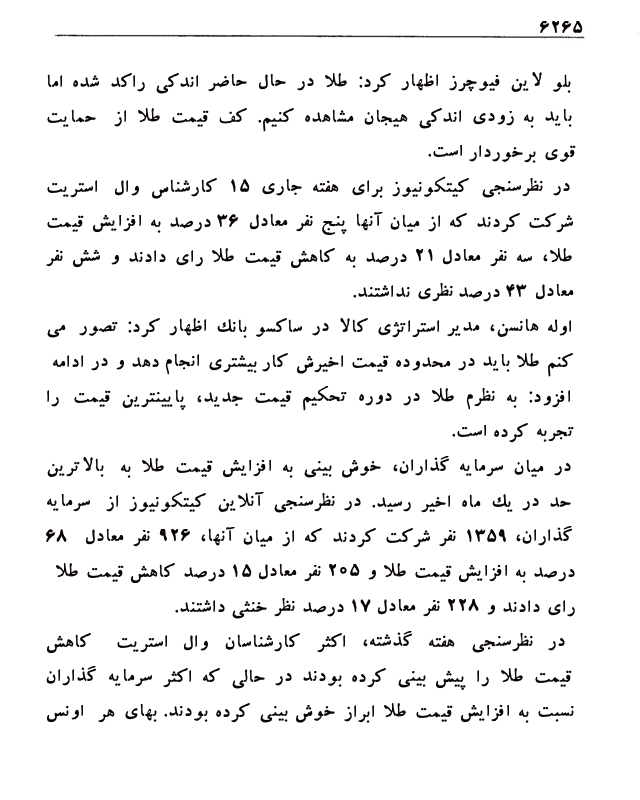 ۶۲۶۵
بلو لاین فیوچرز اظهار کرد: طلا در حال حاضر اندکی راکد شده اما
باید به زودی اندکی هیجان مشاهده کنیم. کف قیمت طلا از حمایت
قوی برخوردار است.
در نظرسنجی کیتکونیوز برای هفته جاری ۱۵ کارشناس وال استریت
شرکت کردند که از میان آنها پنج نفر معادل ۳۶ درصد به افزایش قیمت
طلا، سه نفر معادل ۲۱ درصد به کاهش قیمت طلا رای دادند و شش نفر
معادل ۴۳ درصد نظری نداشتند.
اوله هانسن، مدیر استراتژی کالا در ساکسو بانك اظهار کرد: تصور می
کنم طلا باید در محدوده قیمت اخیرش کار بیشتری انجام دهد و در ادامه
افزود: به نظرم طلا در دوره تحکیم قیمت جدید، پایینترین قیمت را
تجربه کرده است.
در میان سرمایه گذاران، خوش بینی به افزایش قیمت طلا به بالاترین
حد در یك ماه اخیر رسید. در نظرسنجی آنلاین کیتکونیوز از سرمایه
گذاران، ۱۳۵۹ نفر شرکت کردند که از میان آنها، ۹۲۶ نفر معادل ۶۸
درصد به افزایش قیمت طلا و ۲۰۵ نفر معادل ۱۵ درصد کاهش قیمت طلا
رای دادند و ۲۲۸ نفر معادل ۱۷ درصد نظر خنثی داشتند.
در نظرسنجی هفته گذشته، اکثر کارشناسان وال استریت کاهش
قیمت طلا را پیش بینی کرده بودند در حالی که اکثر سرمایه گذاران
نسبت به افزایش قیمت طلا ابراز خوش بینی کرده بودند. بهای هر اونس